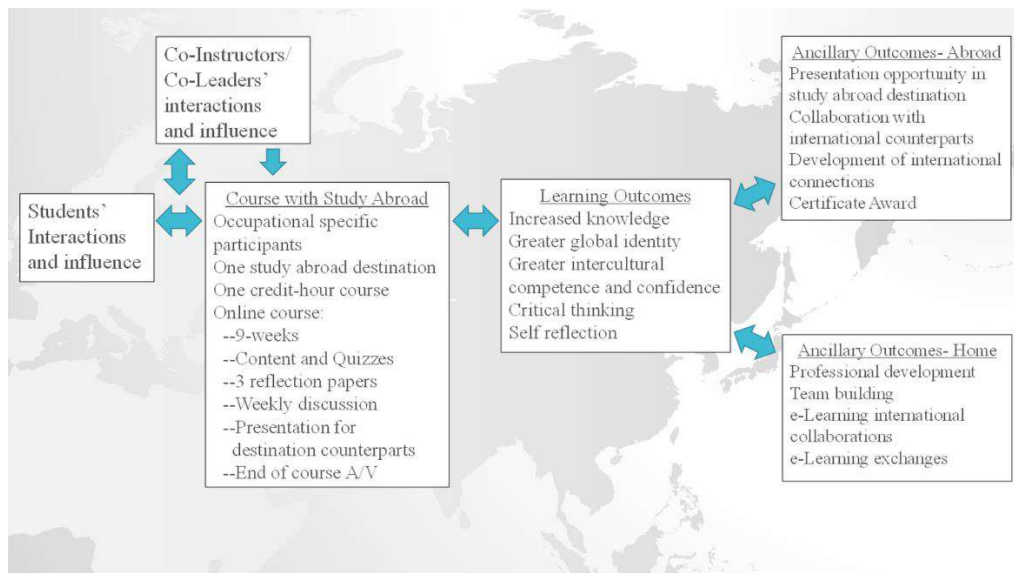 Co-Instructors/
Co-Leaders’
interactions
and influence
Students’
Interactions
and influence
Course with Study Abroad
Occupational specific
participants
One study abroad destination
One credit-hour course
Online course:
--9-weeks
--Content and Quizzes
--3 reflection papers
--Weekly discussion
--Presentation for
destination counterparts
--End of course A/V
Learning Outcomes
Increased knowledge
Greater global identity
Greater intercultural
competence and confidence
Critical thinking
Self reflection
Ancillary Outcomes- Abroad
Presentation opportunity in
study abroad destination
Collaboration with
international counterparts
Development of international
connections
Certificate Award
Ancillary Outcomes- Home
Professional development
Team building
e-Learning international
collaborations
e-Learning exchanges